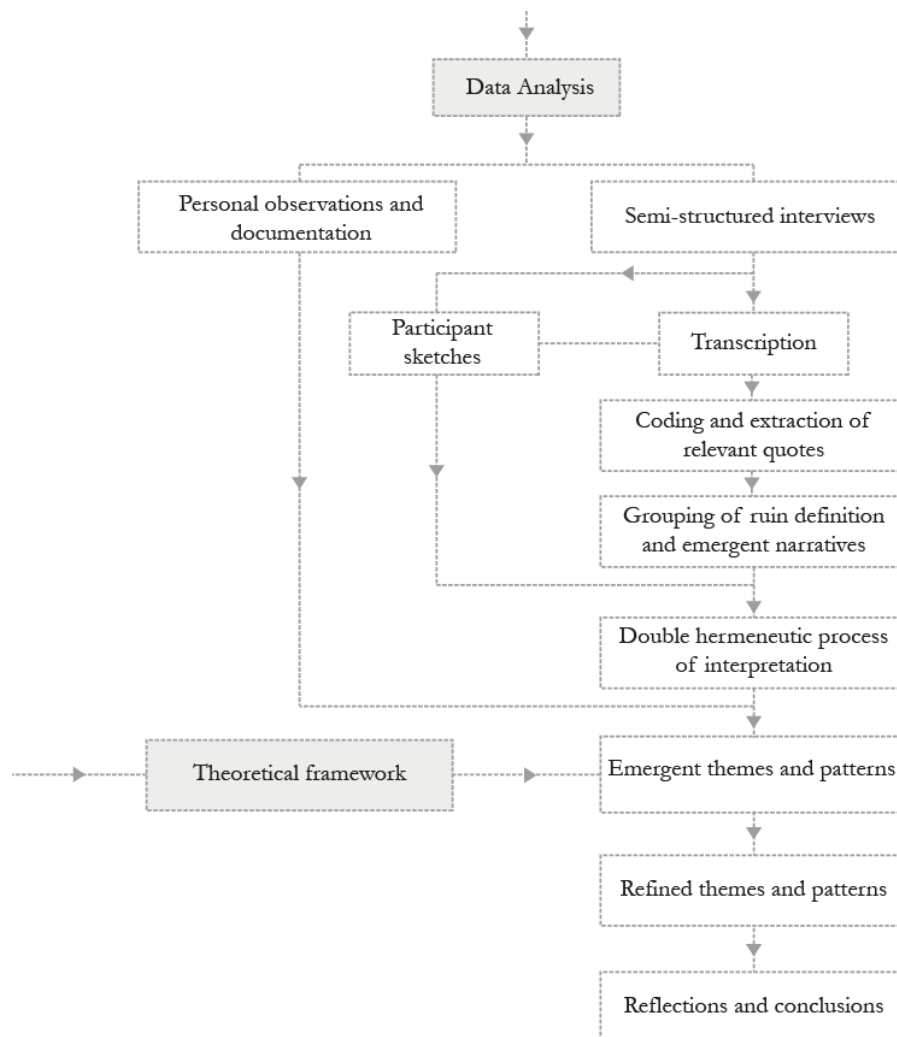 Data Analysis
Personal observations and
documentation
Semi-structured interviews
Participant
sketches
Transcription
Coding and extraction of
relevant quotes
Grouping of ruin definition
and emergent narratives
Double hermeneutic process
of interpretation
Theoretical framework
Emergent themes and patterns
Refined themes and patterns
Reflections and conclusions